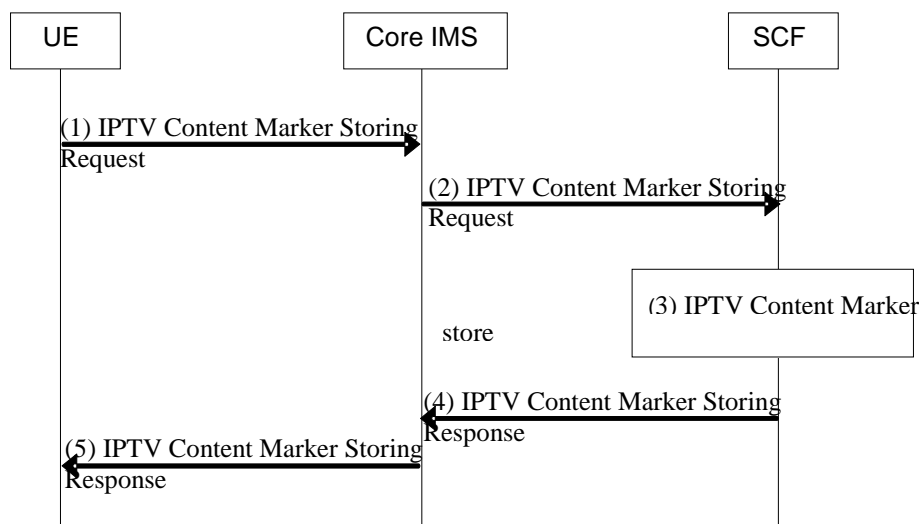 UE
Core IMS
SCF
(1) IPTV Content Marker Storing
Request
(2) IPTV Content Marker Storing
Request
(3) IPTV Content Marker
store
(4) IPTV Content Marker Storing
Response
(5) IPTV Content Marker Storing
Response